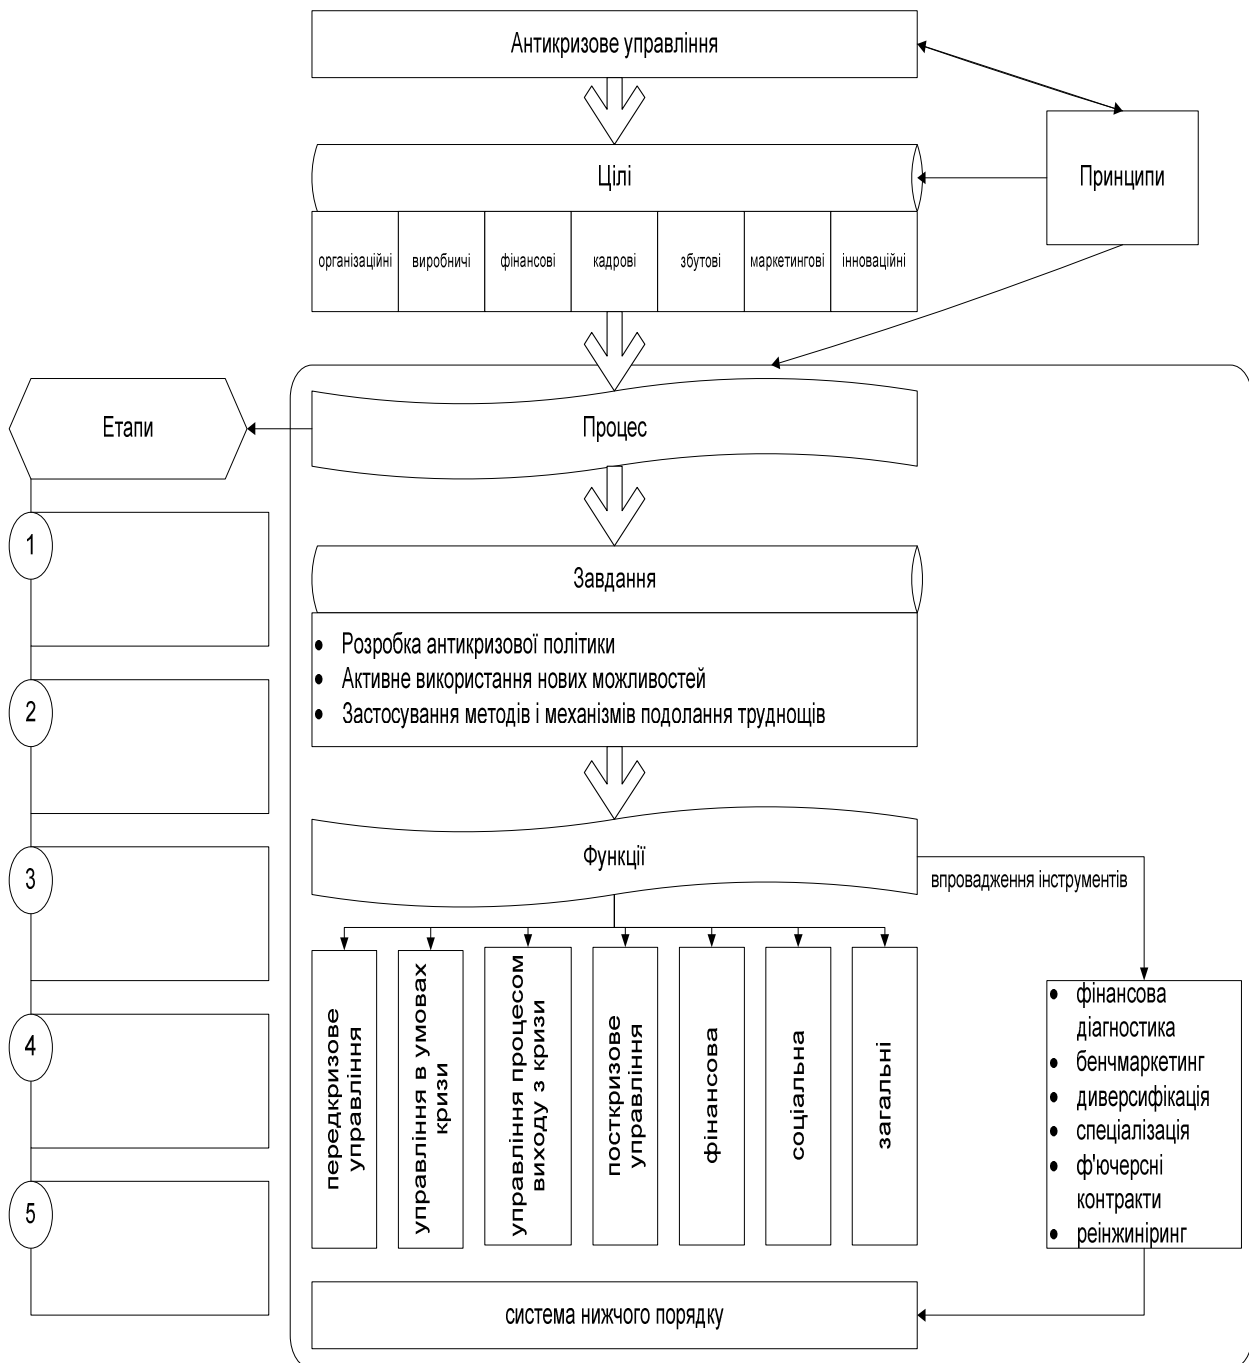 Антикризове управління
Цілі
Принципи
організаційні
виробничі
фінансові
кадрові
збутові
маркетингові
інноваційні
Етапи
Процес
1
2
3
4
5
Завдання
• Розробка антикризової політики
• Активне використання нових можливостей
• Застосування методів і механізмів подолання труднощів
Функції
впровадження інструментів
передкризове
управління
управління в умовах
кризи
управління процесом
виходу з кризи
посткризове
управління
фінансова
соціальна
загальні
• фінансова
діагностика
• бенчмаркетинг
• диверсифікація
• спеціалізація
• ф'ючерсні
контракти
• реінжиніринг
система нижчого порядку